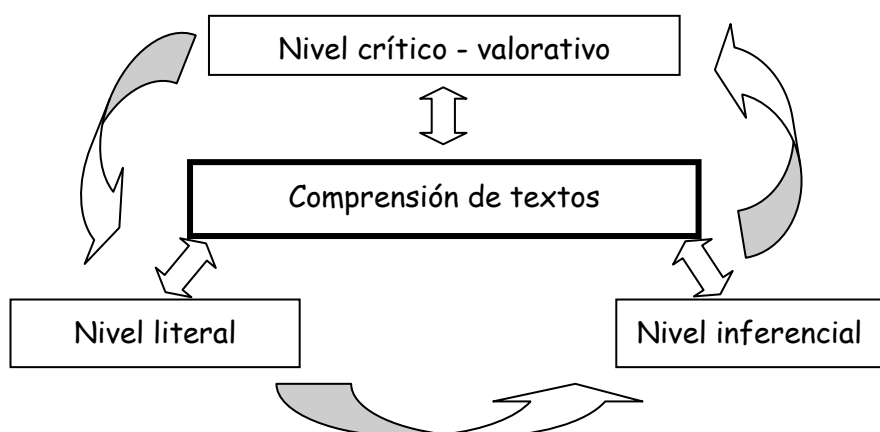 Nivel crítico - valorativo
Comprensión de textos
Nivel literal
Nivel inferencial